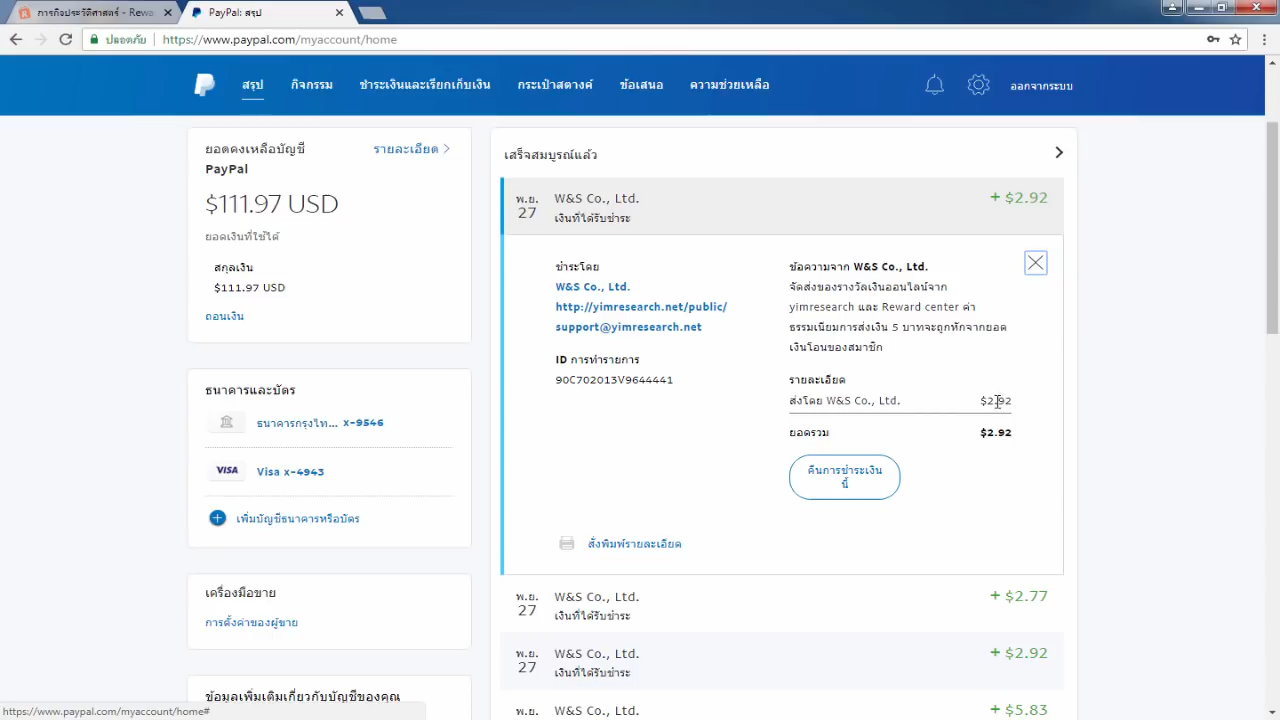 การกิจประวัติศาสตร์ - Rewa
PayPal: สรุป
ปลอดภัย
https://www.paypal.com/myaccount/home
สรุป
กิจกรรม
ชำระเงินและเรียกเก็บเงิน
กระเป๋าสตางค์
ข้อเสนอ
ความช่วยเหลือ
ออกจากระบบ
ยอดคงเหลือบัญชี
PayPal
รายละเอียด
$111.97 USD
ยอดเงินที่ใช้ได้
สกุลเงิน
$111.97 USD
ถอนเงิน
ธนาคารและบัตร
ธนาคารกรุงไท... x-9546
VISA
Visa x-4943
เพิ่มบัญชีธนาคารหรือบัตร
เครื่องมือขาย
การตั้งค่าของผู้ขาย
ข้อมูลเพิ่มเติมเกี่ยวกับบัญชีของคุณ
เสร็จสมบูรณ์แล้ว
พ.ย.
27
W&S Co., Ltd.
เงินที่ได้รับชำระ
+ $2.92
ชำระโดย
W&S Co., Ltd.
http://yimresearch.net/public/
support@yimresearch.net
ID การทำรายการ
90C702013V9644441
ข้อความจาก W&S Co., Ltd.
จัดส่งของรางวัลเงินออนไลน์จาก
yimresearch และ Reward center ค่า
ธรรมเนียมการส่งเงิน 5 บาทจะถูกหักจากยอด
เงินโอนของสมาชิก
รายละเอียด
ส่งโดย W&S Co., Ltd.
$2.92
ยอดรวม
$2.92
คืนการชำระเงิน
นี้
สั่งพิมพ์รายละเอียด
พ.ย.
27
W&S Co., Ltd.
เงินที่ได้รับชำระ
+ $2.77
พ.ย.
27
W&S Co., Ltd.
เงินที่ได้รับชำระ
+ $2.92
พ.ย.
W&S Co., Ltd.
+ $5.83
https://www.paypal.com/myaccount/home#